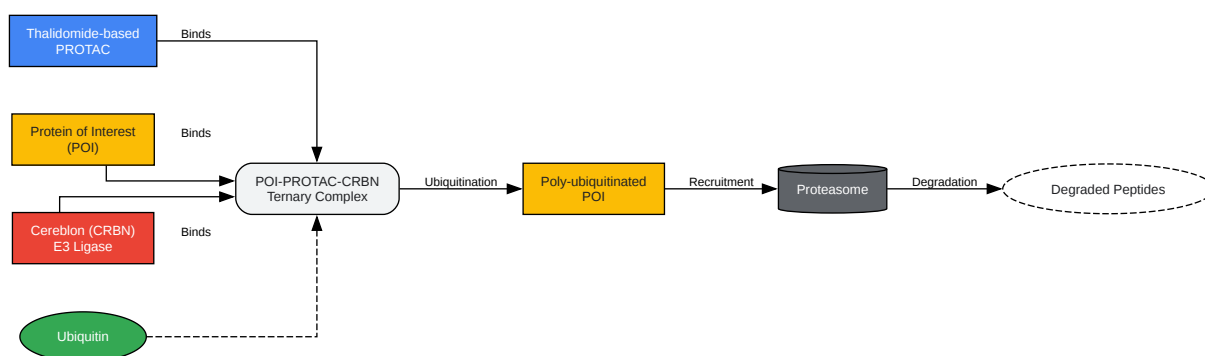 Thalidomide-based
PROTAC
Binds
Protein of Interest
(POI)
Binds
Cereblon (CRBN)
E3 Ligase
Binds
Ubiquitin
POI-PROTAC-CRBN
Ternary Complex
Ubiquitination
Poly-ubiquitinated
POI
Recruitment
Proteasome
Degradation
Degraded Peptides